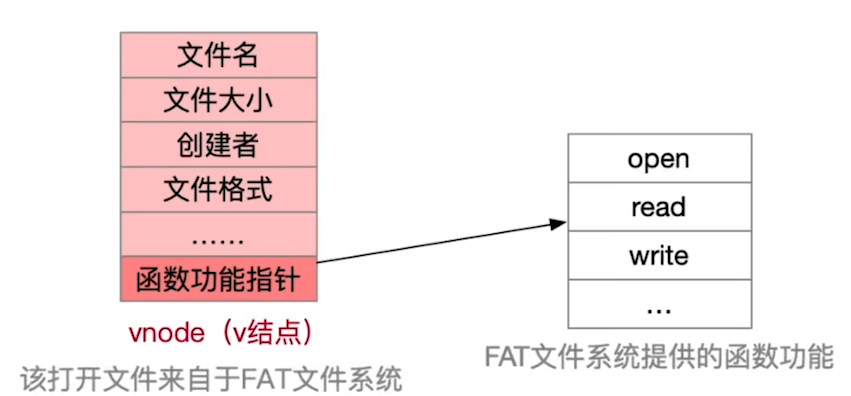 文件名
文件大小
创建者
文件格式
......
函数功能指针
vnode（v结点）
该打开文件来自于FAT文件系统
open
read
write
...
FAT文件系统提供的函数功能